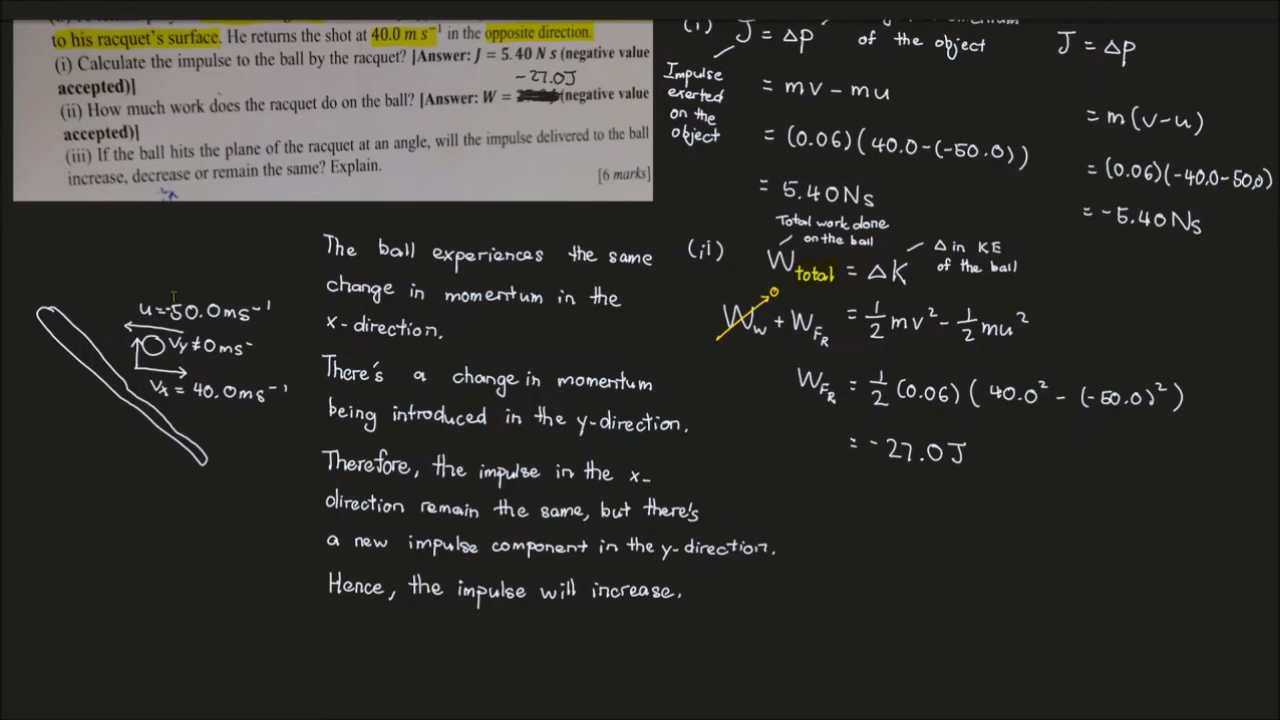 to his racquet's surface. He returns the shot at 40.0 m s⁻¹ in the opposite direction.
(i) Calculate the impulse to the ball by the racquet? [Answer: J = 5.40 N s (negative value
accepted)]
-27.0J
(ii) How much work does the racquet do on the ball? [Answer: W = (negative value
accepted)]
(iii) If the ball hits the plane of the racquet at an angle, will the impulse delivered to the ball
increase, decrease or remain the same? Explain.
[6 marks]
u=-50.0ms⁻¹
Vy ≠0ms⁻
Vx = 40.0ms⁻¹
The ball experiences the same
change in momentum in the
x-direction.
There's a change in momentum
being introduced in the y-direction.
Therefore, the impulse in the x-
direction remain the same, but there's
a new impulse component in the y-direction.
Hence, the impulse will increase.
(i) J = Δp
of the object
Impulse
exerted
on the
object
= mv - mu
= (0.06)(40.0-(-50.0))
= 5.40Ns
J = Δp
= m(v-u)
= (0.06)(-40.0-50.0)
= -5.40Ns
Total work done
on the ball
(ii) W total = ΔK
Δ in KE
of the ball
0
Ww + WFR = 1/2 mv² - 1/2 mu²
WFR = 1/2 (0.06) ( 40.0² - (-50.0)² )
= -27.0J